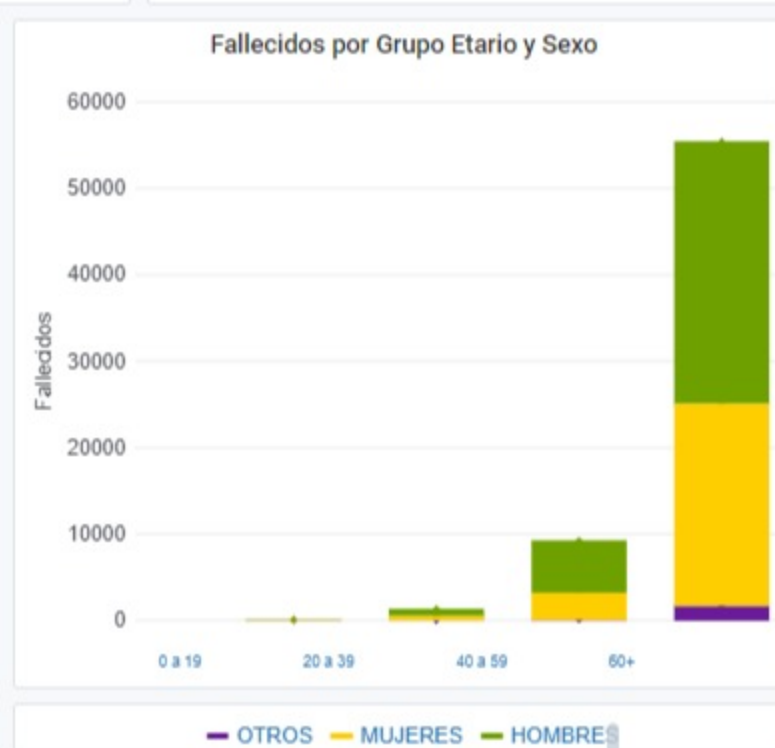 Fallecidos por Grupo Etario y Sexo
60000
50000
40000
30000
20000
10000
0
Fallecidos
0 a 19 20 a 39 40 a 59 60+
OTROS MUJERES HOMBRES